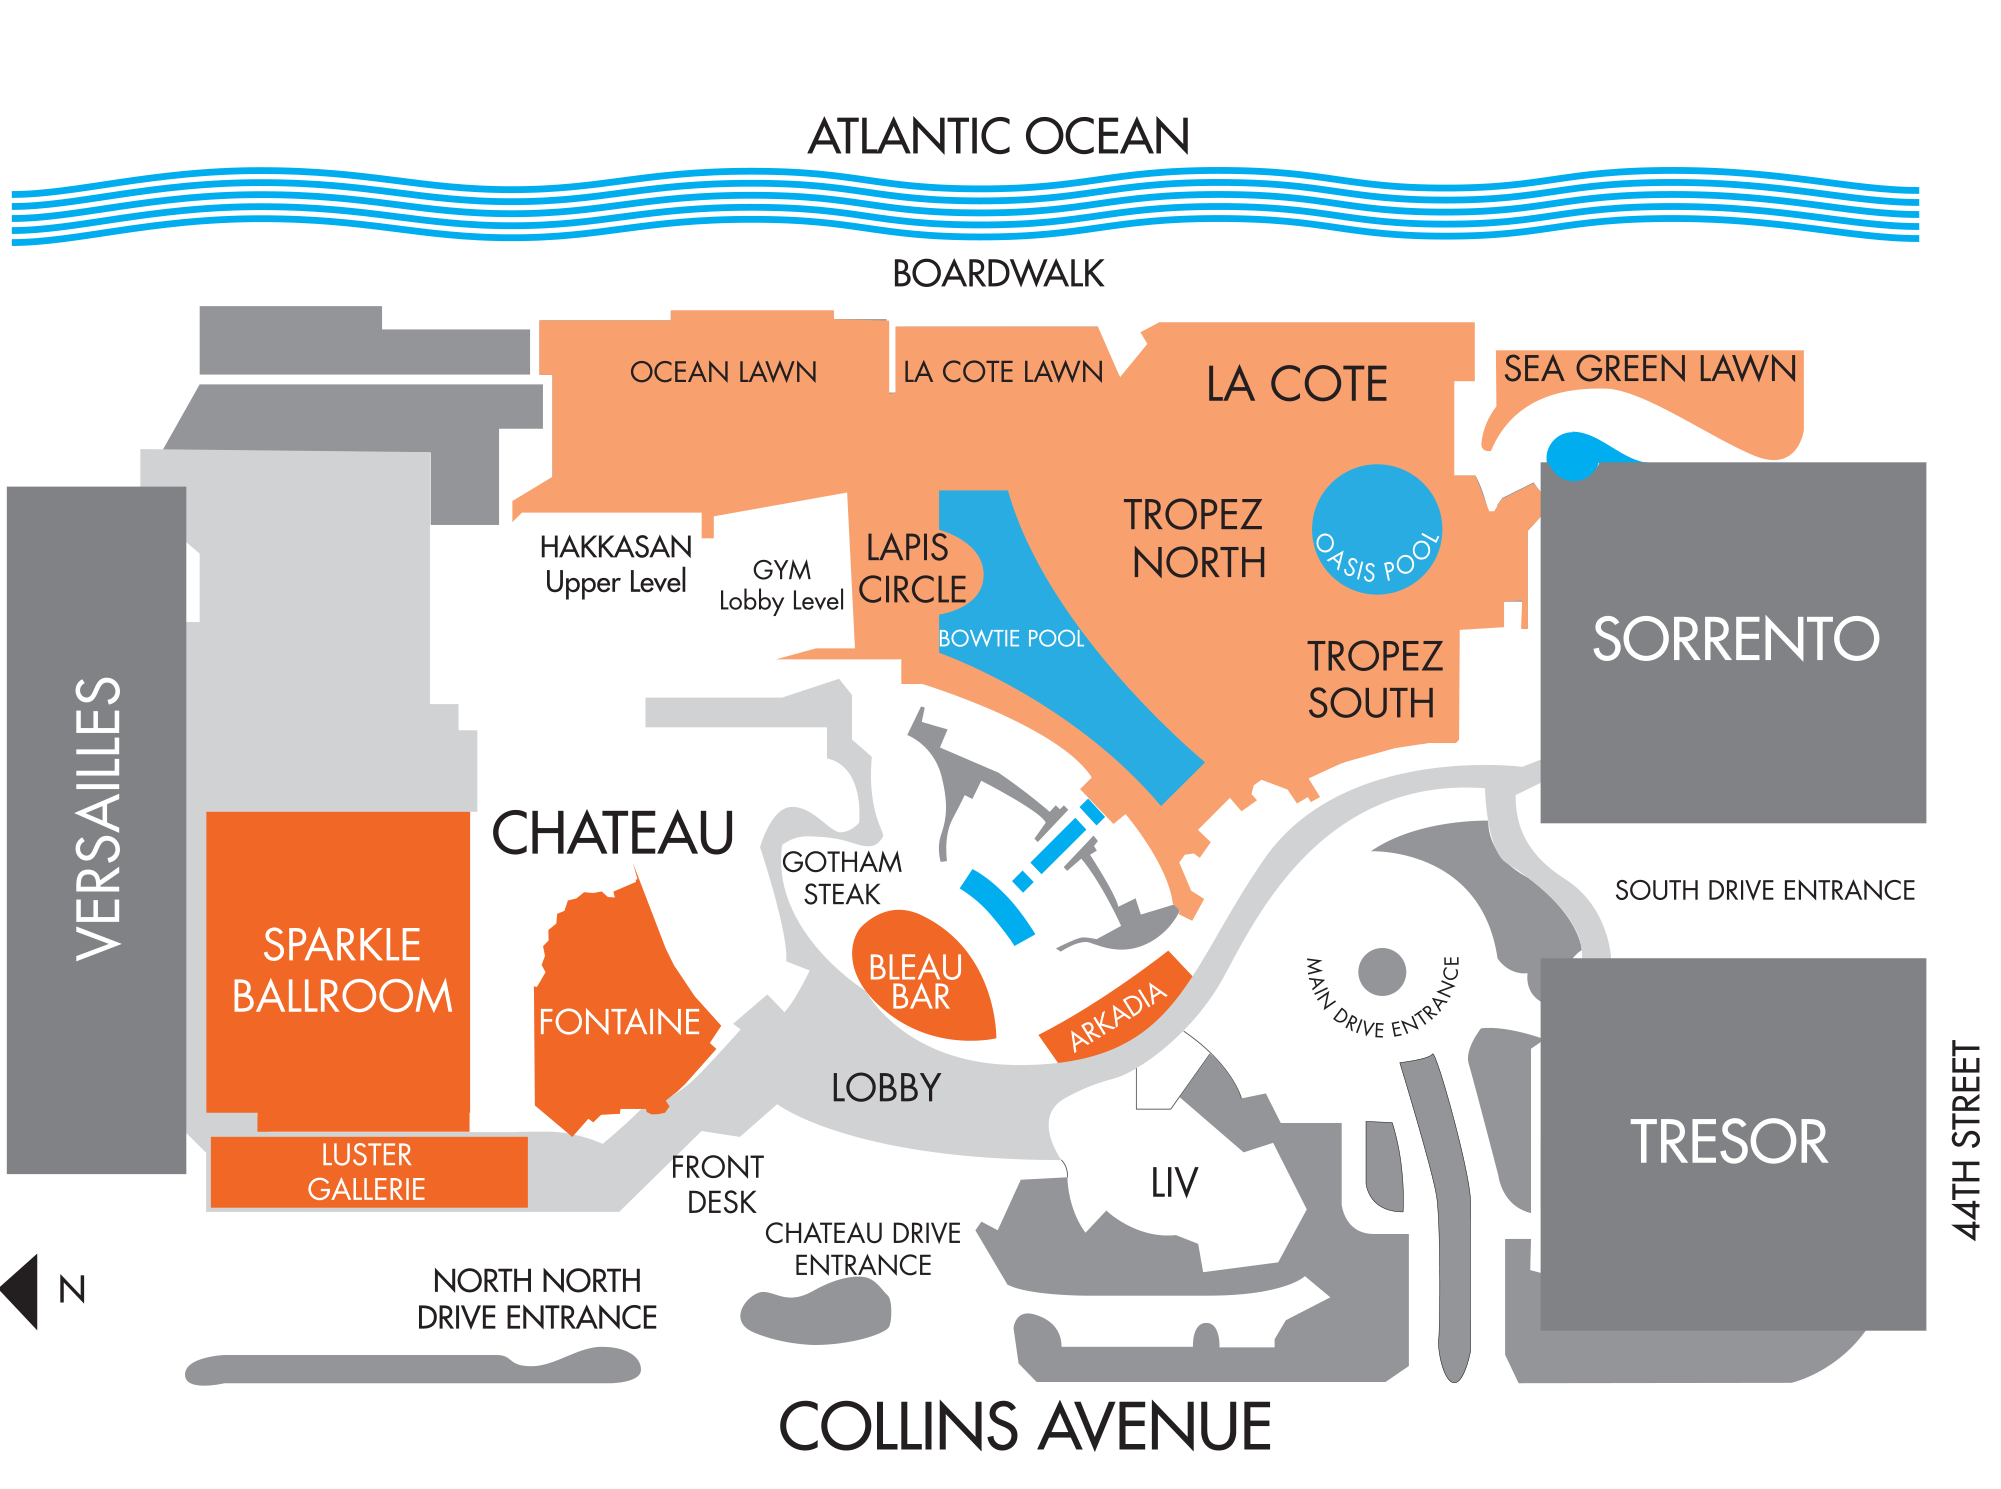 ATLANTIC OCEAN
BOARDWALK
OCEAN LAWN
LA COTE LAWN
LA COTE
SEA GREEN LAWN
HAKKASAN
Upper Level
GYM
Lobby Level
LAPIS
CIRCLE
BOWTIE POOL
TROPEZ
NORTH
OASIS POOL
TROPEZ
SOUTH
SORRENTO
VERSAILLES
CHATEAU
GOTHAM
STEAK
SOUTH DRIVE ENTRANCE
SPARKLE
BALLROOM
FONTAINE
BLEAU
BAR
ARKADIA
MAIN DRIVE ENTRANCE
LOBBY
LUSTER
GALLERIE
FRONT
DESK
LIV
TRESOR
44TH STREET
CHATEAU DRIVE
ENTRANCE
N
NORTH NORTH
DRIVE ENTRANCE
COLLINS AVENUE